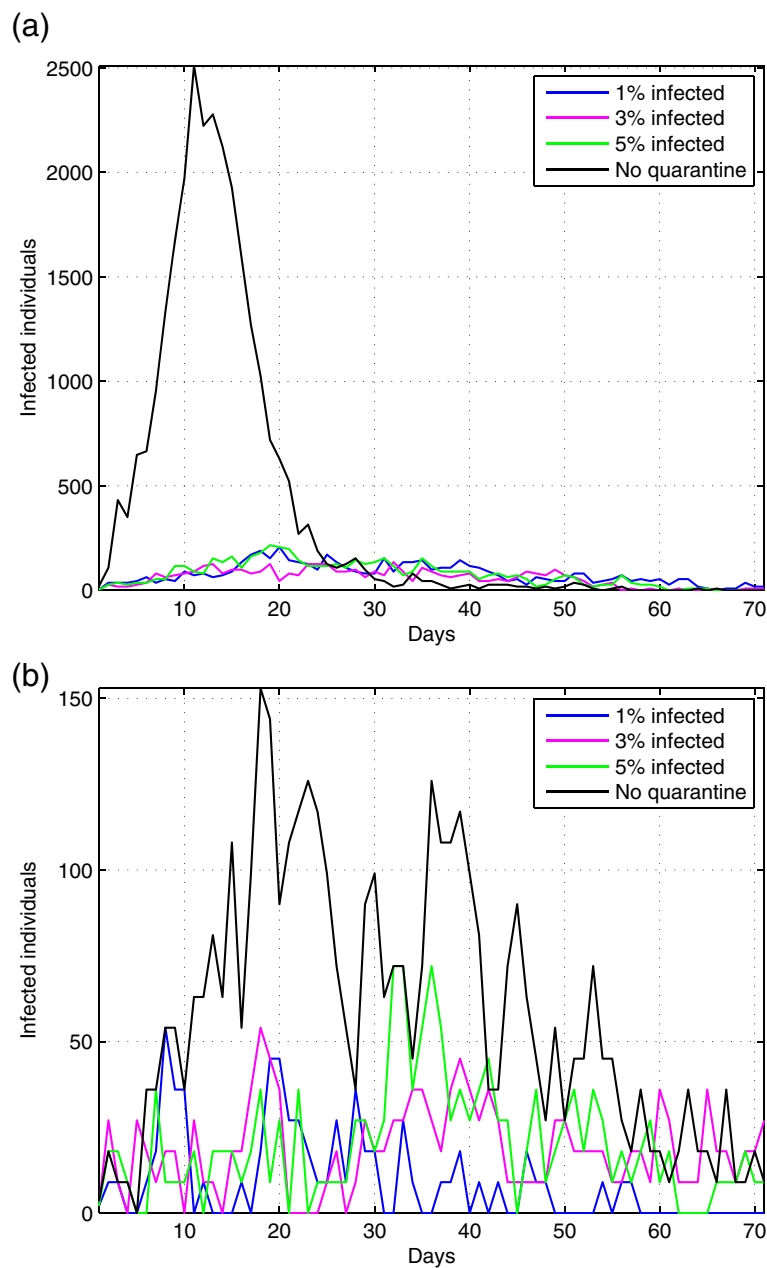 (a)
2500
2000
1500
1000
500
0
Infected individuals
1% infected
3% infected
5% infected
No quarantine
10 20 30 40 50 60 70
Days
(b)
150
100
50
0
Infected individuals
1% infected
3% infected
5% infected
No quarantine
10 20 30 40 50 60 70
Days